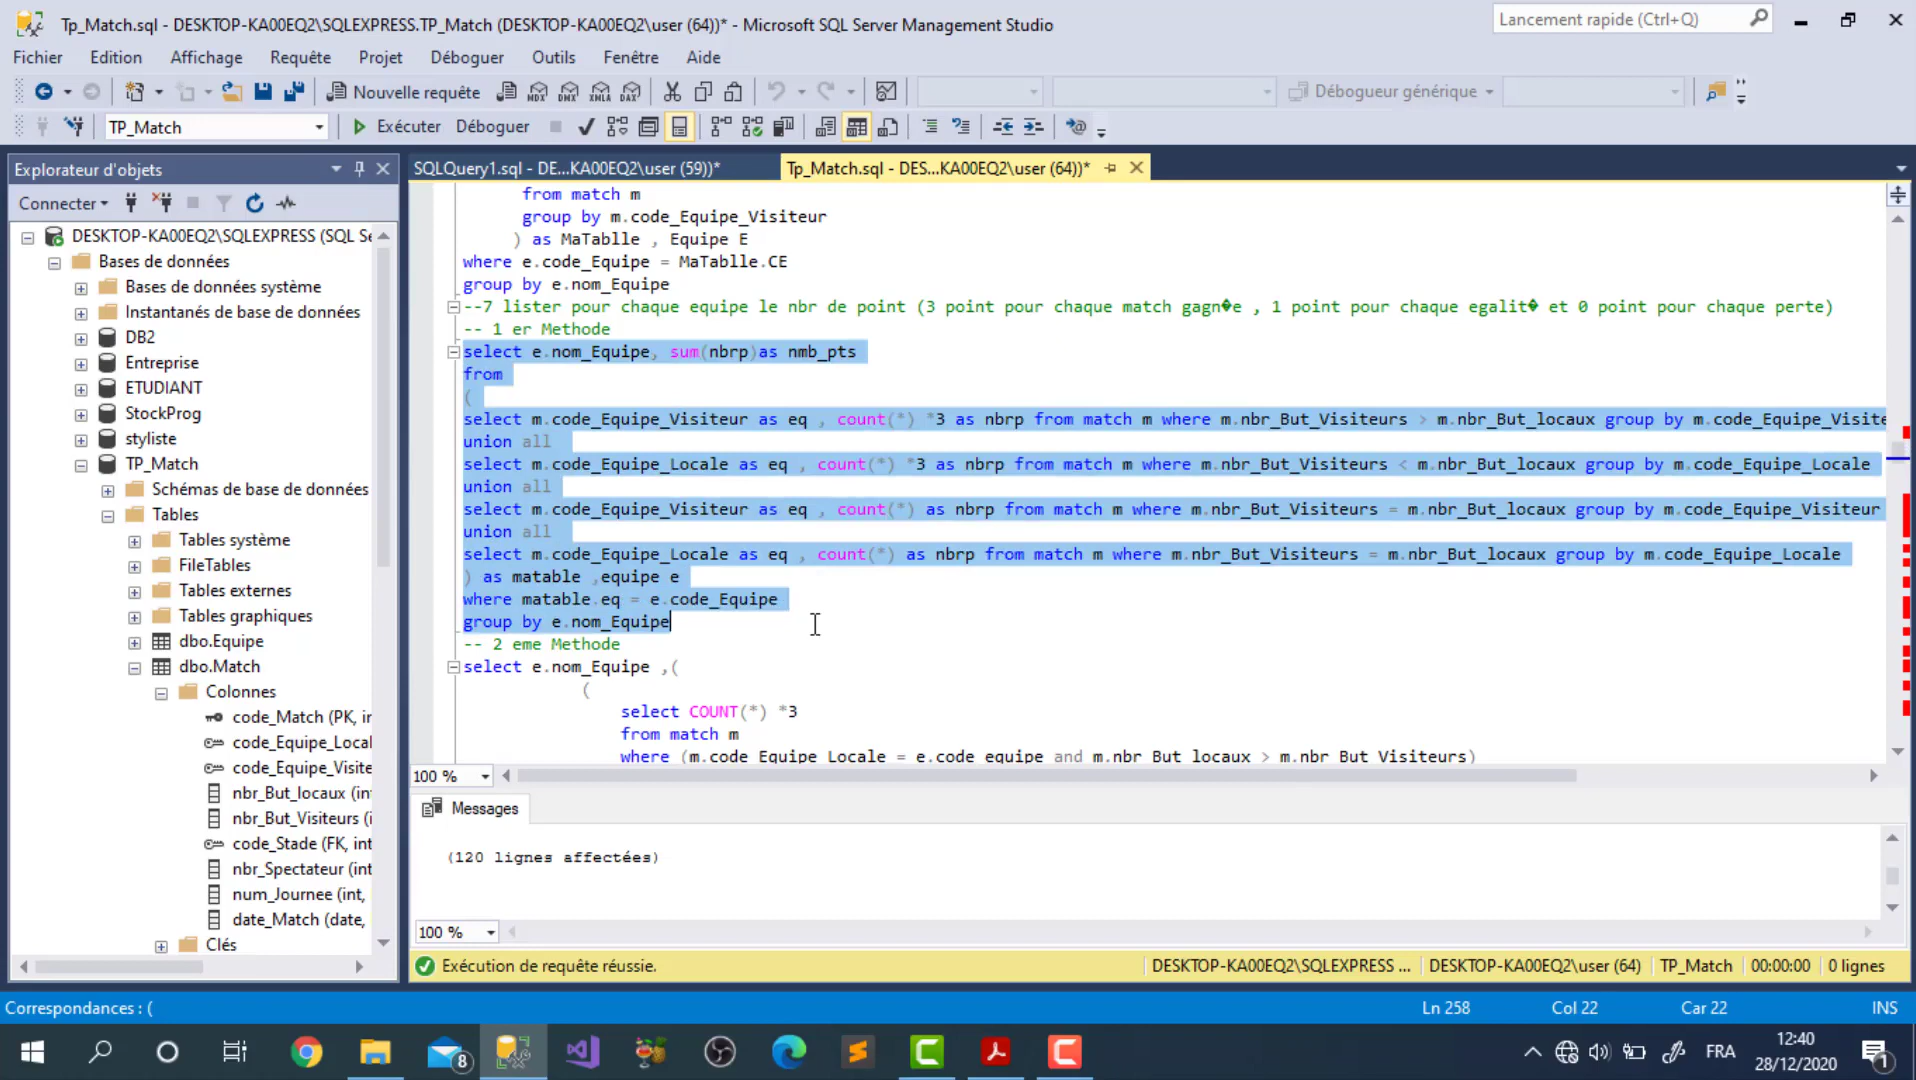 Tp_Match.sql - DESKTOP-KA00EQ2\SQLEXPRESS.TP_Match (DESKTOP-KA00EQ2\user (64))* - Microsoft SQL Server Management Studio
Lancement rapide (Ctrl+Q)
Fichier Edition Affichage Requête Projet Déboguer Outils Fenêtre Aide
Nouvelle requête
MDX DMX XMLA DAX
Débogueur générique
TP_Match
Exécuter Déboguer
Explorateur d'objets
Connecter
DESKTOP-KA00EQ2\SQLEXPRESS (SQL Se
Bases de données
Bases de données système
Instantanés de base de données
DB2
Entreprise
ETUDIANT
StockProg
styliste
TP_Match
Schémas de base de données
Tables
Tables système
FileTables
Tables externes
Tables graphiques
dbo.Equipe
dbo.Match
Colonnes
code_Match (PK, in
code_Equipe_Local
code_Equipe_Visite
nbr_But_locaux (int
nbr_But_Visiteurs (i
code_Stade (FK, int
nbr_Spectateur (int
num_Journee (int,
date_Match (date,
Clés
SQLQuery1.sql - DE...KA00EQ2\user (59))*
Tp_Match.sql - DES...KA00EQ2\user (64))*
from match m
group by m.code_Equipe_Visiteur
) as MaTablle , Equipe E
where e.code_Equipe = MaTablle.CE
group by e.nom_Equipe
--7 lister pour chaque equipe le nbr de point (3 point pour chaque match gagn�e , 1 point pour chaque egalit� et 0 point pour chaque perte)
-- 1 er Methode
select e.nom_Equipe, sum(nbrp)as nmb_pts
from
(
select m.code_Equipe_Visiteur as eq , count(*) *3 as nbrp from match m where m.nbr_But_Visiteurs > m.nbr_But_locaux group by m.code_Equipe_Visite
union all
select m.code_Equipe_Locale as eq , count(*) *3 as nbrp from match m where m.nbr_But_Visiteurs < m.nbr_But_locaux group by m.code_Equipe_Locale
union all
select m.code_Equipe_Visiteur as eq , count(*) as nbrp from match m where m.nbr_But_Visiteurs = m.nbr_But_locaux group by m.code_Equipe_Visiteur
union all
select m.code_Equipe_Locale as eq , count(*) as nbrp from match m where m.nbr_But_Visiteurs = m.nbr_But_locaux group by m.code_Equipe_Locale
) as matable ,equipe e
where matable.eq = e.code_Equipe
group by e.nom_Equipe
-- 2 eme Methode
select e.nom_Equipe ,(
(
select COUNT(*) *3
from match m
where (m.code_Equipe_Locale = e.code_equipe and m.nbr_But_locaux > m.nbr_But_Visiteurs)
100 %
Messages
(120 lignes affectées)
100 %
Exécution de requête réussie.
DESKTOP-KA00EQ2\SQLEXPRESS ... DESKTOP-KA00EQ2\user (64) TP_Match 00:00:00 0 lignes
Correspondances : (
Ln 258 Col 22 Car 22 INS
8
FRA
12:40
28/12/2020
1